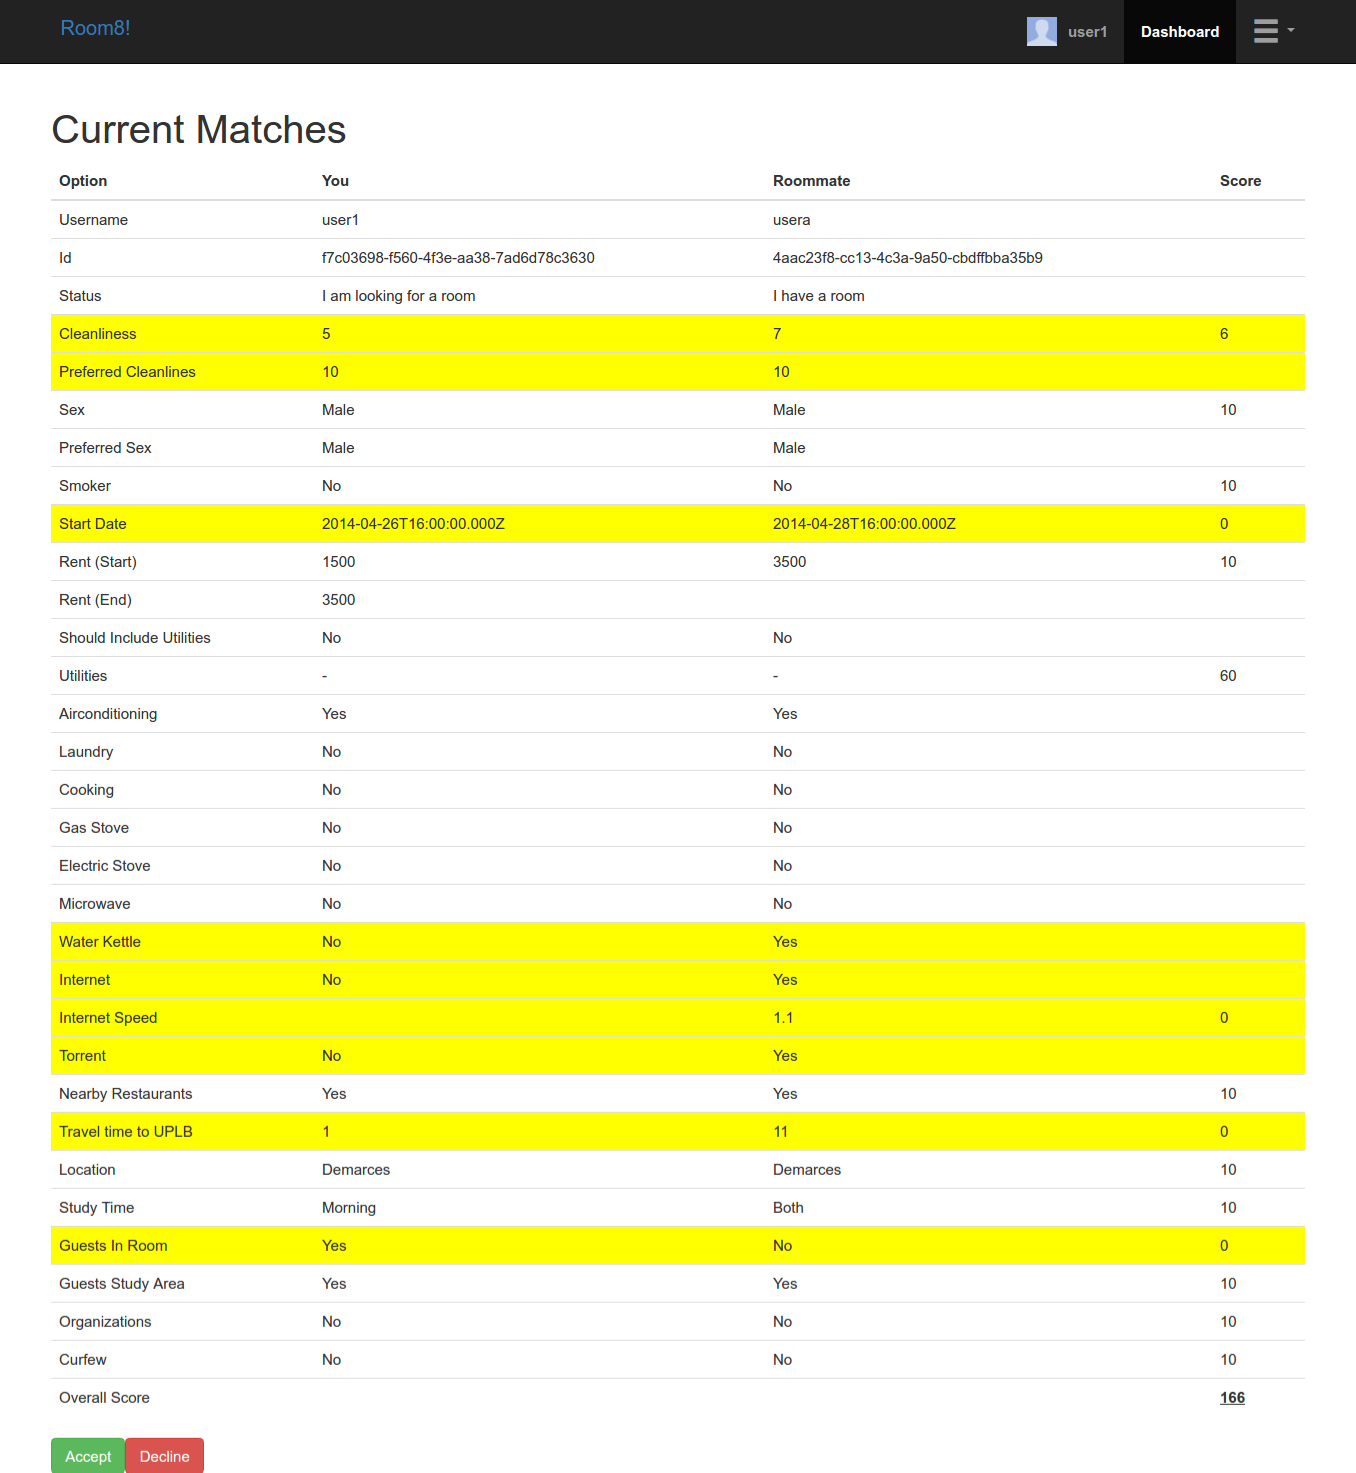 Room8!
user1
Dashboard
Current Matches
Option You Roommate Score
Username user1 usera
Id f7c03698-f560-4f3e-aa38-7ad6d78c3630 4aac23f8-cc13-4c3a-9a50-cbdffbba35b9
Status I am looking for a room I have a room
Cleanliness 5 7 6
Preferred Cleanlines 10 10
Sex Male Male 10
Preferred Sex Male Male
Smoker No No 10
Start Date 2014-04-26T16:00:00.000Z 2014-04-28T16:00:00.000Z 0
Rent (Start) 1500 3500 10
Rent (End) 3500
Should Include Utilities No No
Utilities - - 60
Airconditioning Yes Yes
Laundry No No
Cooking No No
Gas Stove No No
Electric Stove No No
Microwave No No
Water Kettle No Yes
Internet No Yes
Internet Speed 1.1 0
Torrent No Yes
Nearby Restaurants Yes Yes 10
Travel time to UPLB 1 11 0
Location Demarces Demarces 10
Study Time Morning Both 10
Guests In Room Yes No 0
Guests Study Area Yes Yes 10
Organizations No No 10
Curfew No No 10
Overall Score 166
Accept Decline